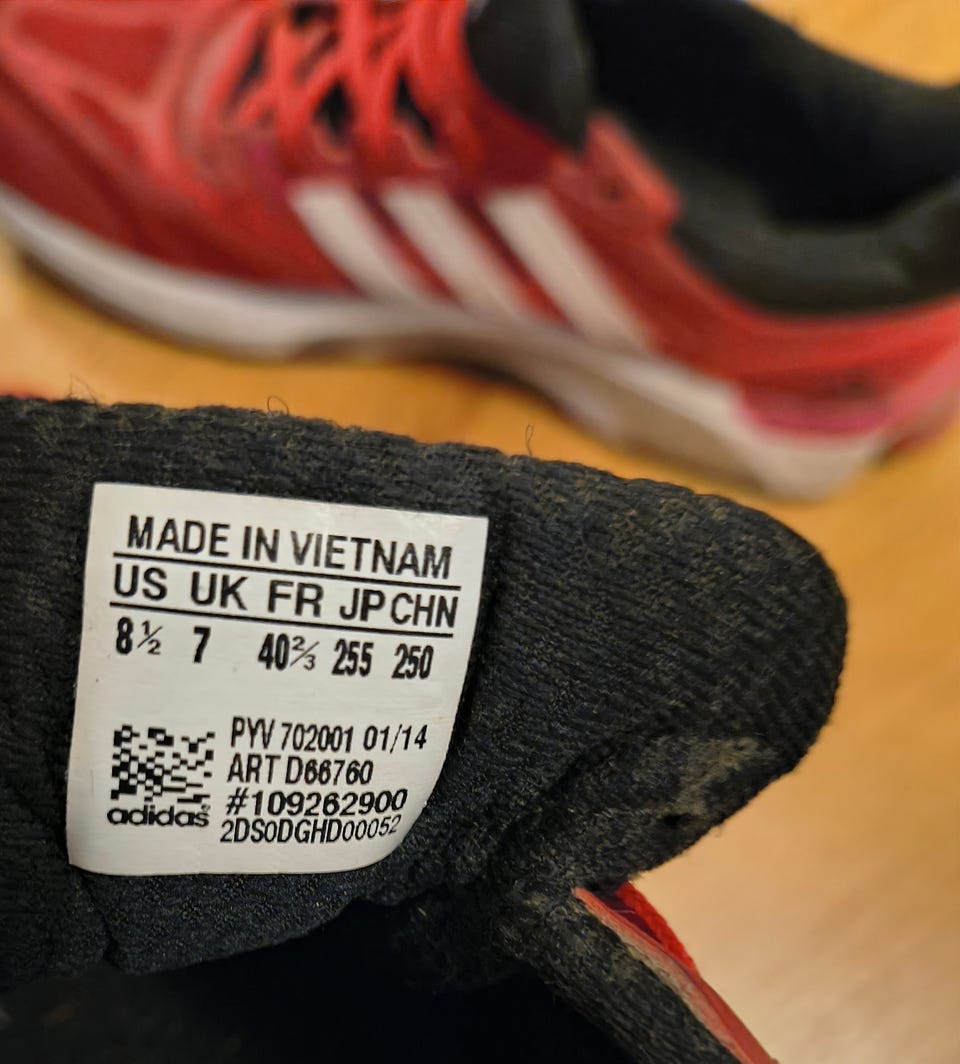 MADE IN VIETNAM
US UK FR JP CHN
8½ 7 40⅔ 255 250
PYV 702001 01/14
ART D66760
#109262900
2DS0DGHD00052
adidas